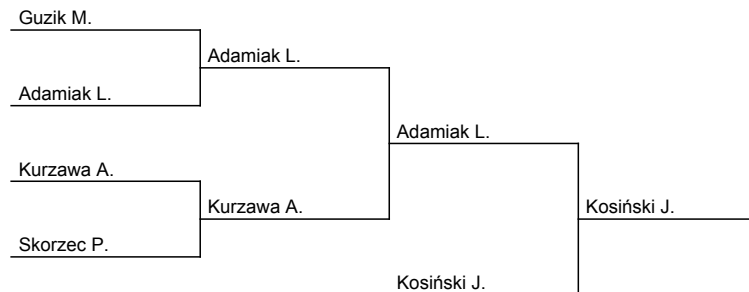 Guzik M.
Adamiak L.
Adamiak L.
Adamiak L.
Kurzawa A.
Kurzawa A.
Kosiński J.
Skorzec P.
Kosiński J.